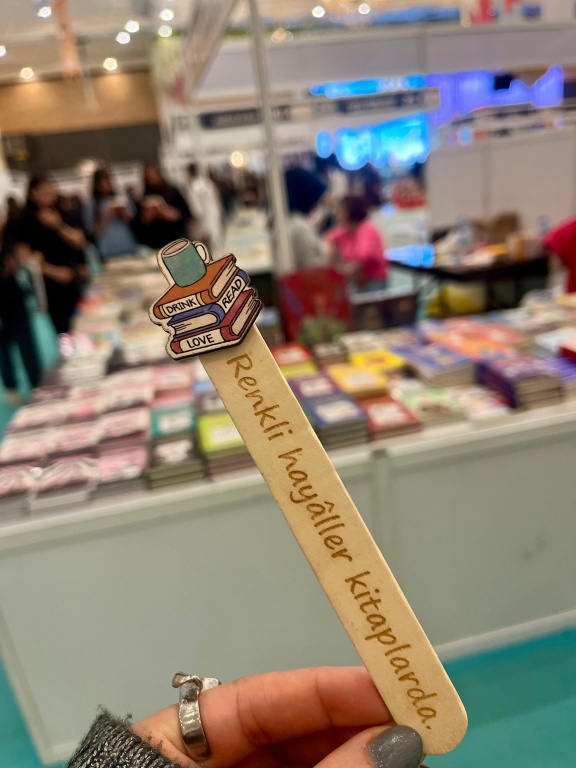 DRINK
READ
LOVE
Renkli hayâller kitaplarda.